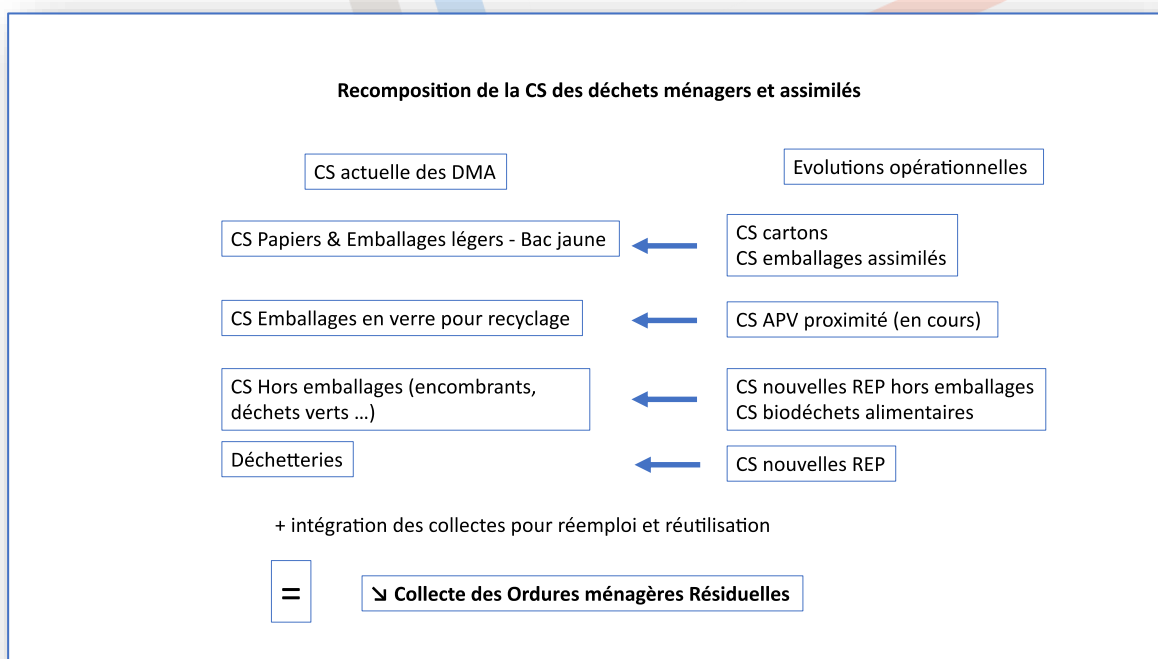 Recomposition de la CS des déchets ménagers et assimilés
CS actuelle des DMA
Evolutions opérationnelles
CS Papiers & Emballages légers - Bac jaune
CS cartons
CS emballages assimilés
CS Emballages en verre pour recyclage
CS APV proximité (en cours)
CS Hors emballages (encombrants,
déchets verts ...)
CS nouvelles REP hors emballages
CS biodéchets alimentaires
Déchetteries
CS nouvelles REP
+ intégration des collectes pour réemploi et réutilisation
=
↘ Collecte des Ordures ménagères Résiduelles